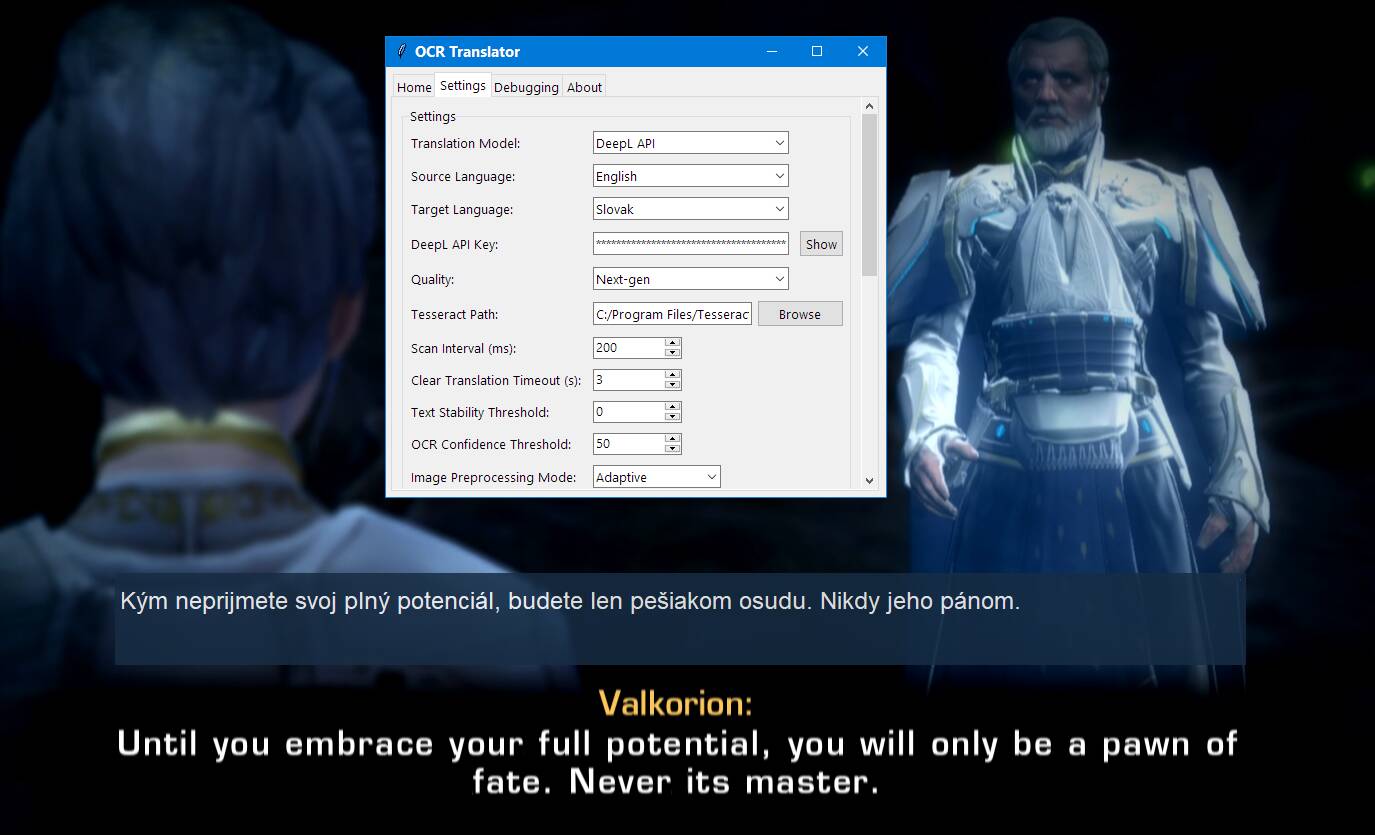 OCR Translator
Home Settings Debugging About
Settings
Translation Model: DeepL API
Source Language: English
Target Language: Slovak
DeepL API Key: ************************************** Show
Quality: Next-gen
Tesseract Path: C:/Program Files/Tesserac Browse
Scan Interval (ms): 200
Clear Translation Timeout (s): 3
Text Stability Threshold: 0
OCR Confidence Threshold: 50
Image Preprocessing Mode: Adaptive
Kým neprijmete svoj plný potenciál, budete len pešiakom osudu. Nikdy jeho pánom.
Valkorion:
Until you embrace your full potential, you will only be a pawn of
fate. Never its master.